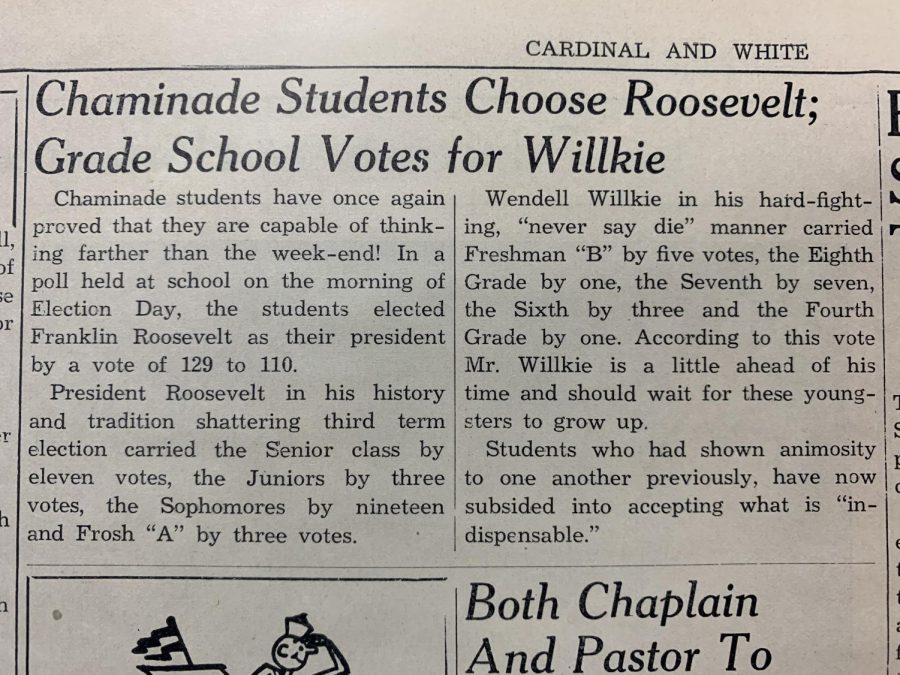 CARDINAL AND WHITE
Chaminade Students Choose Roosevelt;
Grade School Votes for Willkie
Chaminade students have once again
proved that they are capable of think-
ing farther than the week-end! In a
poll held at school on the morning of
Election Day, the students elected
Franklin Roosevelt as their president
by a vote of 129 to 110.
President Roosevelt in his history
and tradition shattering third term
election carried the Senior class by
eleven votes, the Juniors by three
votes, the Sophomores by nineteen
and Frosh "A" by three votes.
Wendell Willkie in his hard-fight-
ing, "never say die" manner carried
Freshman "B" by five votes, the Eighth
Grade by one, the Seventh by seven,
the Sixth by three and the Fourth
Grade by one. According to this vote
Mr. Willkie is a little ahead of his
time and should wait for these young-
sters to grow up.
Students who had shown animosity
to one another previously, have now
subsided into accepting what is "in-
dispensable."
Both Chaplain
And Pastor To